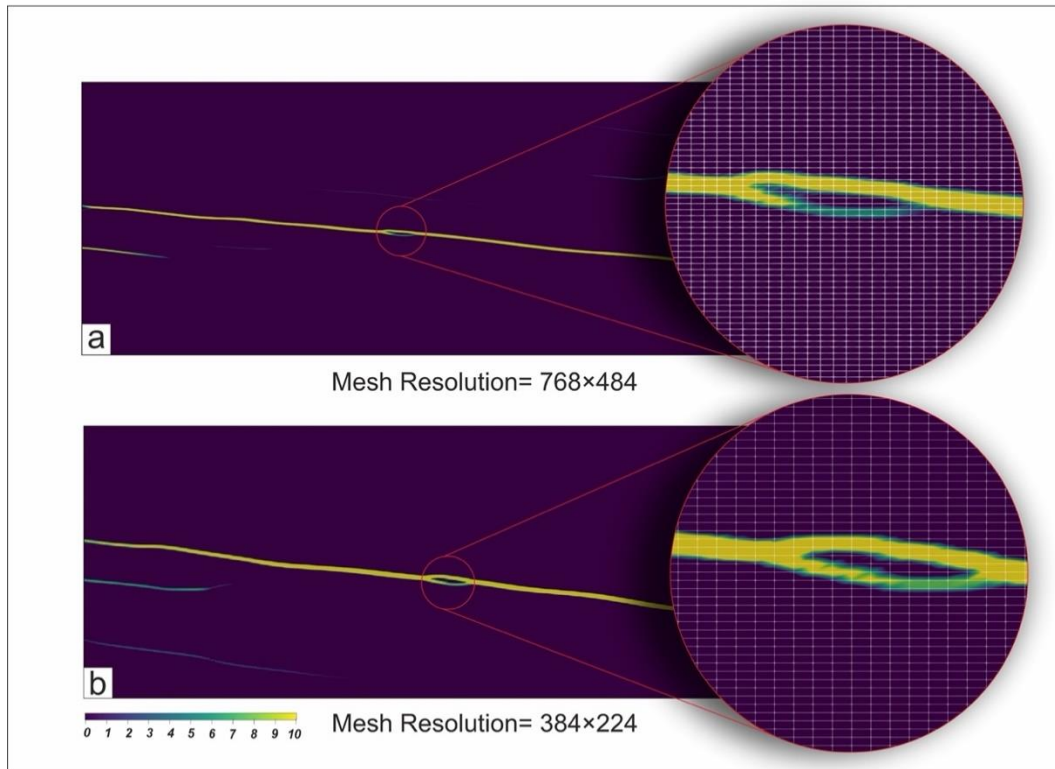 a
Mesh Resolution= 768×484
b
0 1 2 3 4 5 6 7 8 9 10
Mesh Resolution= 384×224